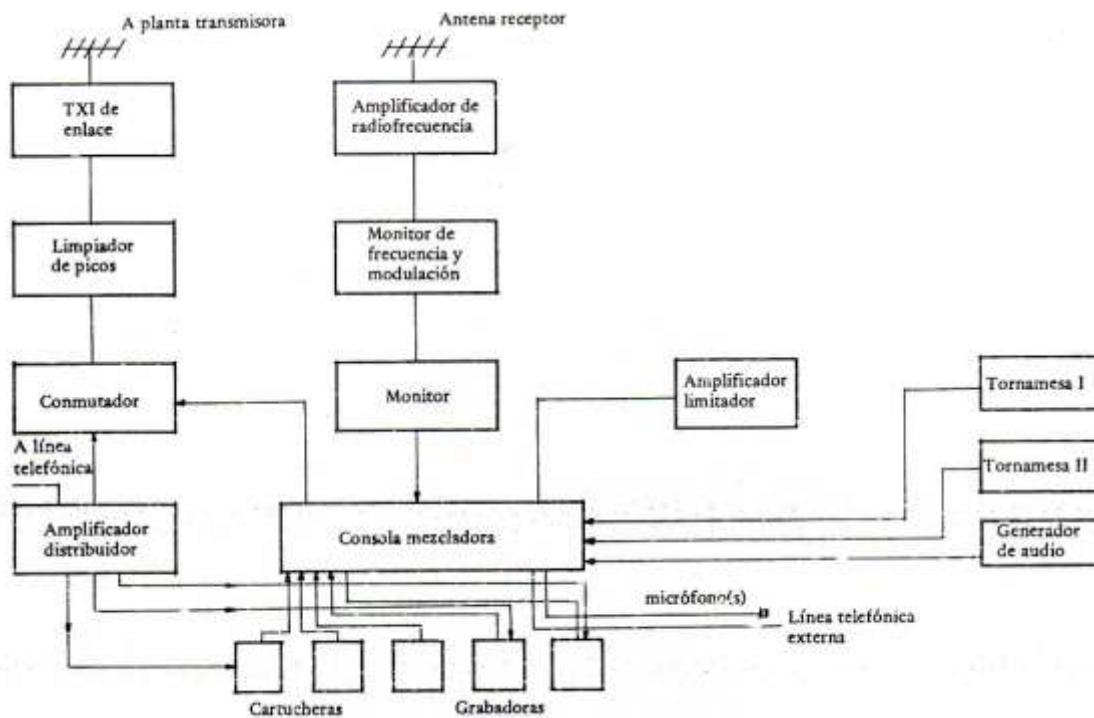 A planta transmisora
Antena receptor
TXI de
enlace
Amplificador de
radiofrecuencia
Limpiador
de picos
Monitor de
frecuencia y
modulación
Conmutador
Monitor
Amplificador
limitador
Tornamesa I
A línea
telefónica
Tornamesa II
Amplificador
distribuidor
Consola mezcladora
Generador
de audio
micrófono(s)
Línea telefónica
externa
Cartucheras
Grabadoras